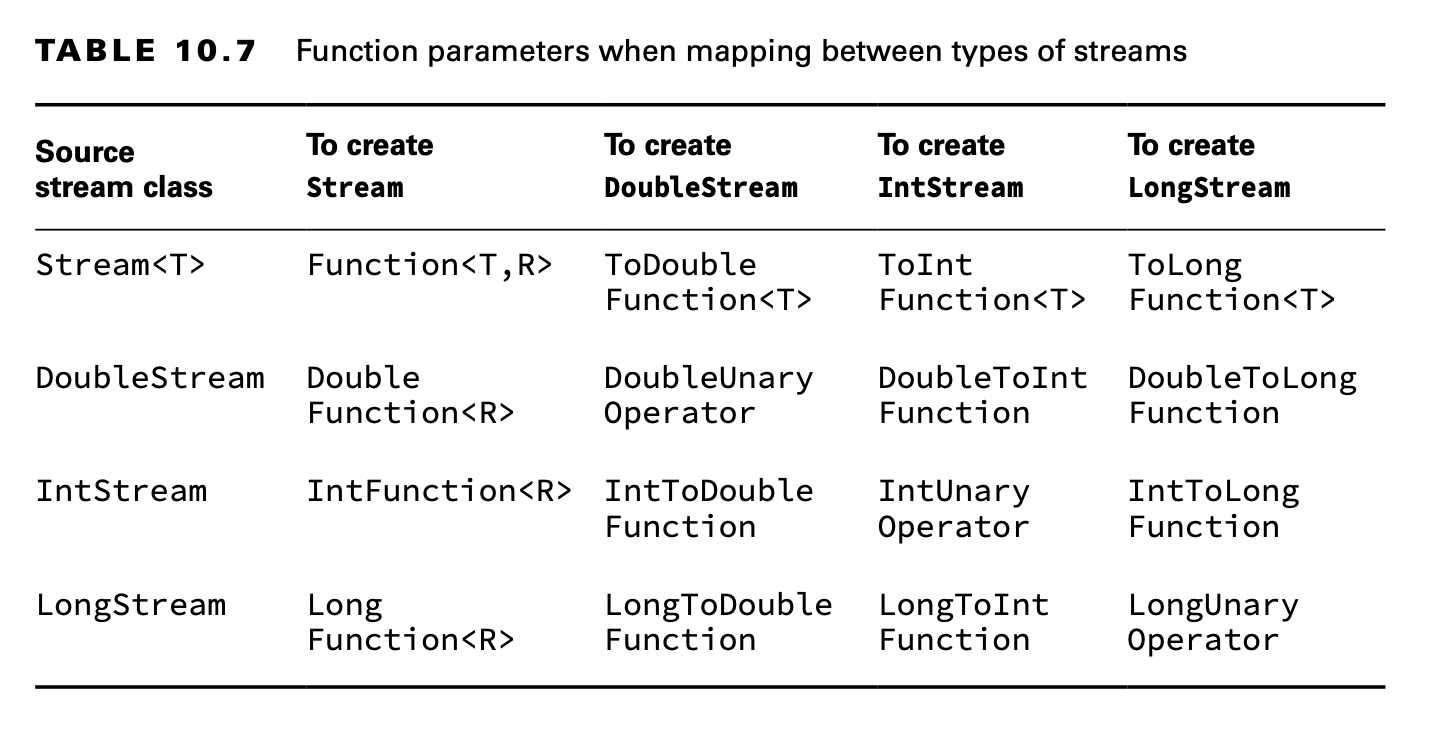 TABLE 10.7 Function parameters when mapping between types of streams
Source stream class To create Stream To create DoubleStream To create IntStream To create LongStream
Stream<T> Function<T,R> ToDouble Function<T> ToInt Function<T> ToLong Function<T>
DoubleStream Double Function<R> DoubleUnary Operator DoubleToInt Function DoubleToLong Function
IntStream IntFunction<R> IntToDouble Function IntUnary Operator IntToLong Function
LongStream Long Function<R> LongToDouble Function LongToInt Function LongUnary Operator